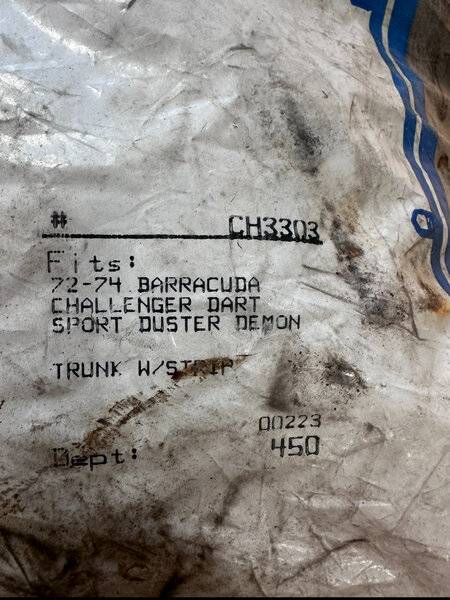 # CH3303
Fits:
72-74 BARRACUDA
CHALLENGER DART
SPORT DUSTER DEMON
TRUNK W/STRIP
00223
Dept: 450